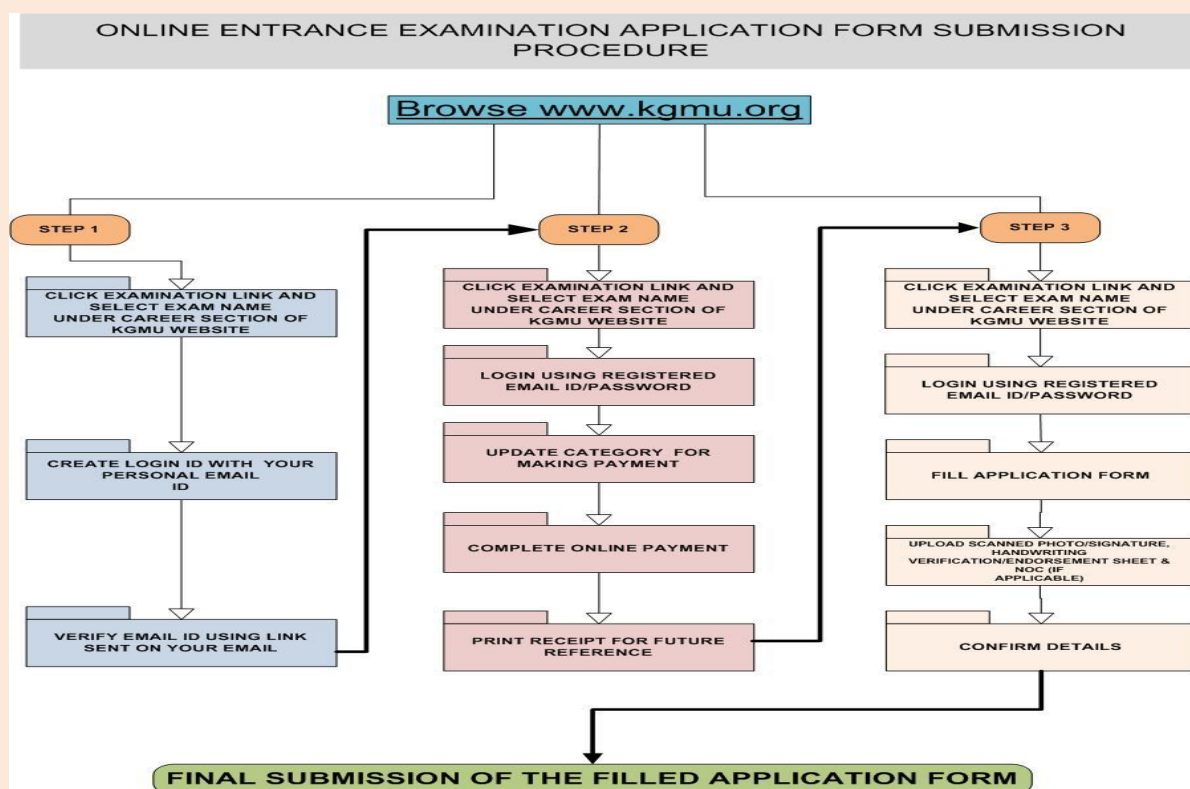 ONLINE ENTRANCE EXAMINATION APPLICATION FORM SUBMISSION
PROCEDURE
Browse www.kgmu.org
STEP 1
CLICK EXAMINATION LINK AND
SELECT EXAM NAME
UNDER CAREER SECTION OF
KGMU WEBSITE
CREATE LOGIN ID WITH YOUR
PERSONAL EMAIL
ID
VERIFY EMAIL ID USING LINK
SENT ON YOUR EMAIL
STEP 2
CLICK EXAMINATION LINK AND
SELECT EXAM NAME
UNDER CAREER SECTION OF
KGMU WEBSITE
LOGIN USING REGISTERED
EMAIL ID/PASSWORD
UPDATE CATEGORY FOR
MAKING PAYMENT
COMPLETE ONLINE PAYMENT
PRINT RECEIPT FOR FUTURE
REFERENCE
STEP 3
CLICK EXAMINATION LINK AND
SELECT EXAM NAME
UNDER CAREER SECTION OF
KGMU WEBSITE
LOGIN USING REGISTERED
EMAIL ID/PASSWORD
FILL APPLICATION FORM
UPLOAD SCANNED PHOTO/SIGNATURE,
HANDWRITING
VERIFICATION/ENDORSEMENT SHEET &
NOC (IF
APPLICABLE)
CONFIRM DETAILS
FINAL SUBMISSION OF THE FILLED APPLICATION FORM